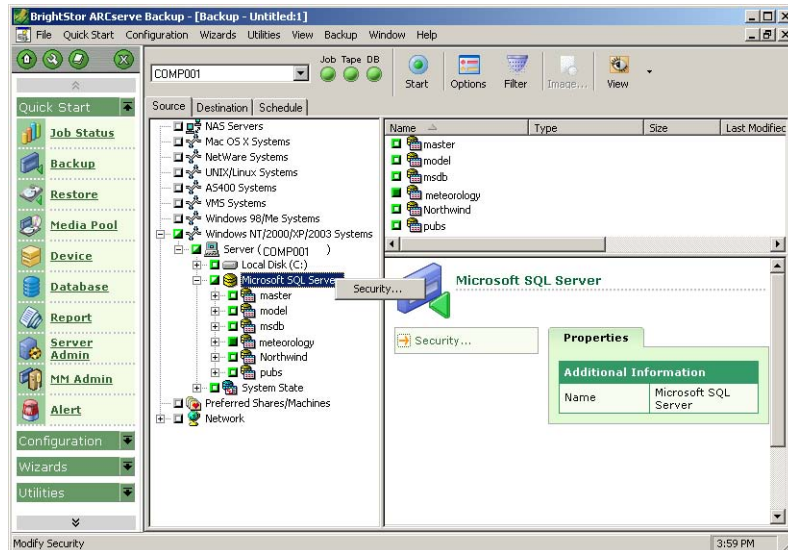 BrightStor ARCserve Backup - [Backup - Untitled:1]
File Quick Start Configuration Wizards Utilities View Backup Window Help
COMP001
Job Tape DB
Start Options Filter Image... View
Quick Start
Job Status
Backup
Restore
Media Pool
Device
Database
Report
Server Admin
MM Admin
Alert
Configuration
Wizards
Utilities
Source Destination Schedule
NAS Servers
Mac OS X Systems
NetWare Systems
UNIX/Linux Systems
AS400 Systems
VMS Systems
Windows 98/Me Systems
Windows NT/2000/XP/2003 Systems
Server (COMP001 )
Local Disk (C:)
Microsoft SQL Server
master
model
msdb
meteorology
Northwind
pubs
System State
Preferred Shares/Machines
Network
Security...
Name Type Size Last Modified
master
model
msdb
meteorology
Northwind
pubs
Microsoft SQL Server
Security...
Properties
Additional Information
Name Microsoft SQL Server
Modify Security
3:59 PM